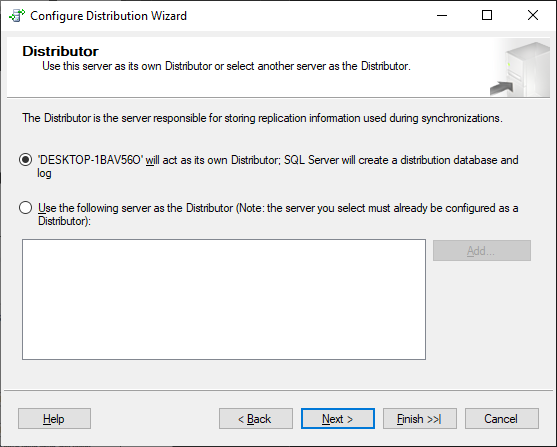 Configure Distribution Wizard
Distributor
Use this server as its own Distributor or select another server as the Distributor.
The Distributor is the server responsible for storing replication information used during synchronizations.
'DESKTOP-1BAV56O' will act as its own Distributor; SQL Server will create a distribution database and
log
Use the following server as the Distributor (Note: the server you select must already be configured as a
Distributor):
Add...
Help
< Back
Next >
Finish >>|
Cancel